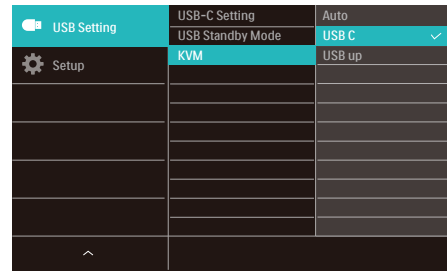 USB Setting
Setup
USB-C Setting
USB Standby Mode
KVM
Auto
USB C
USB up